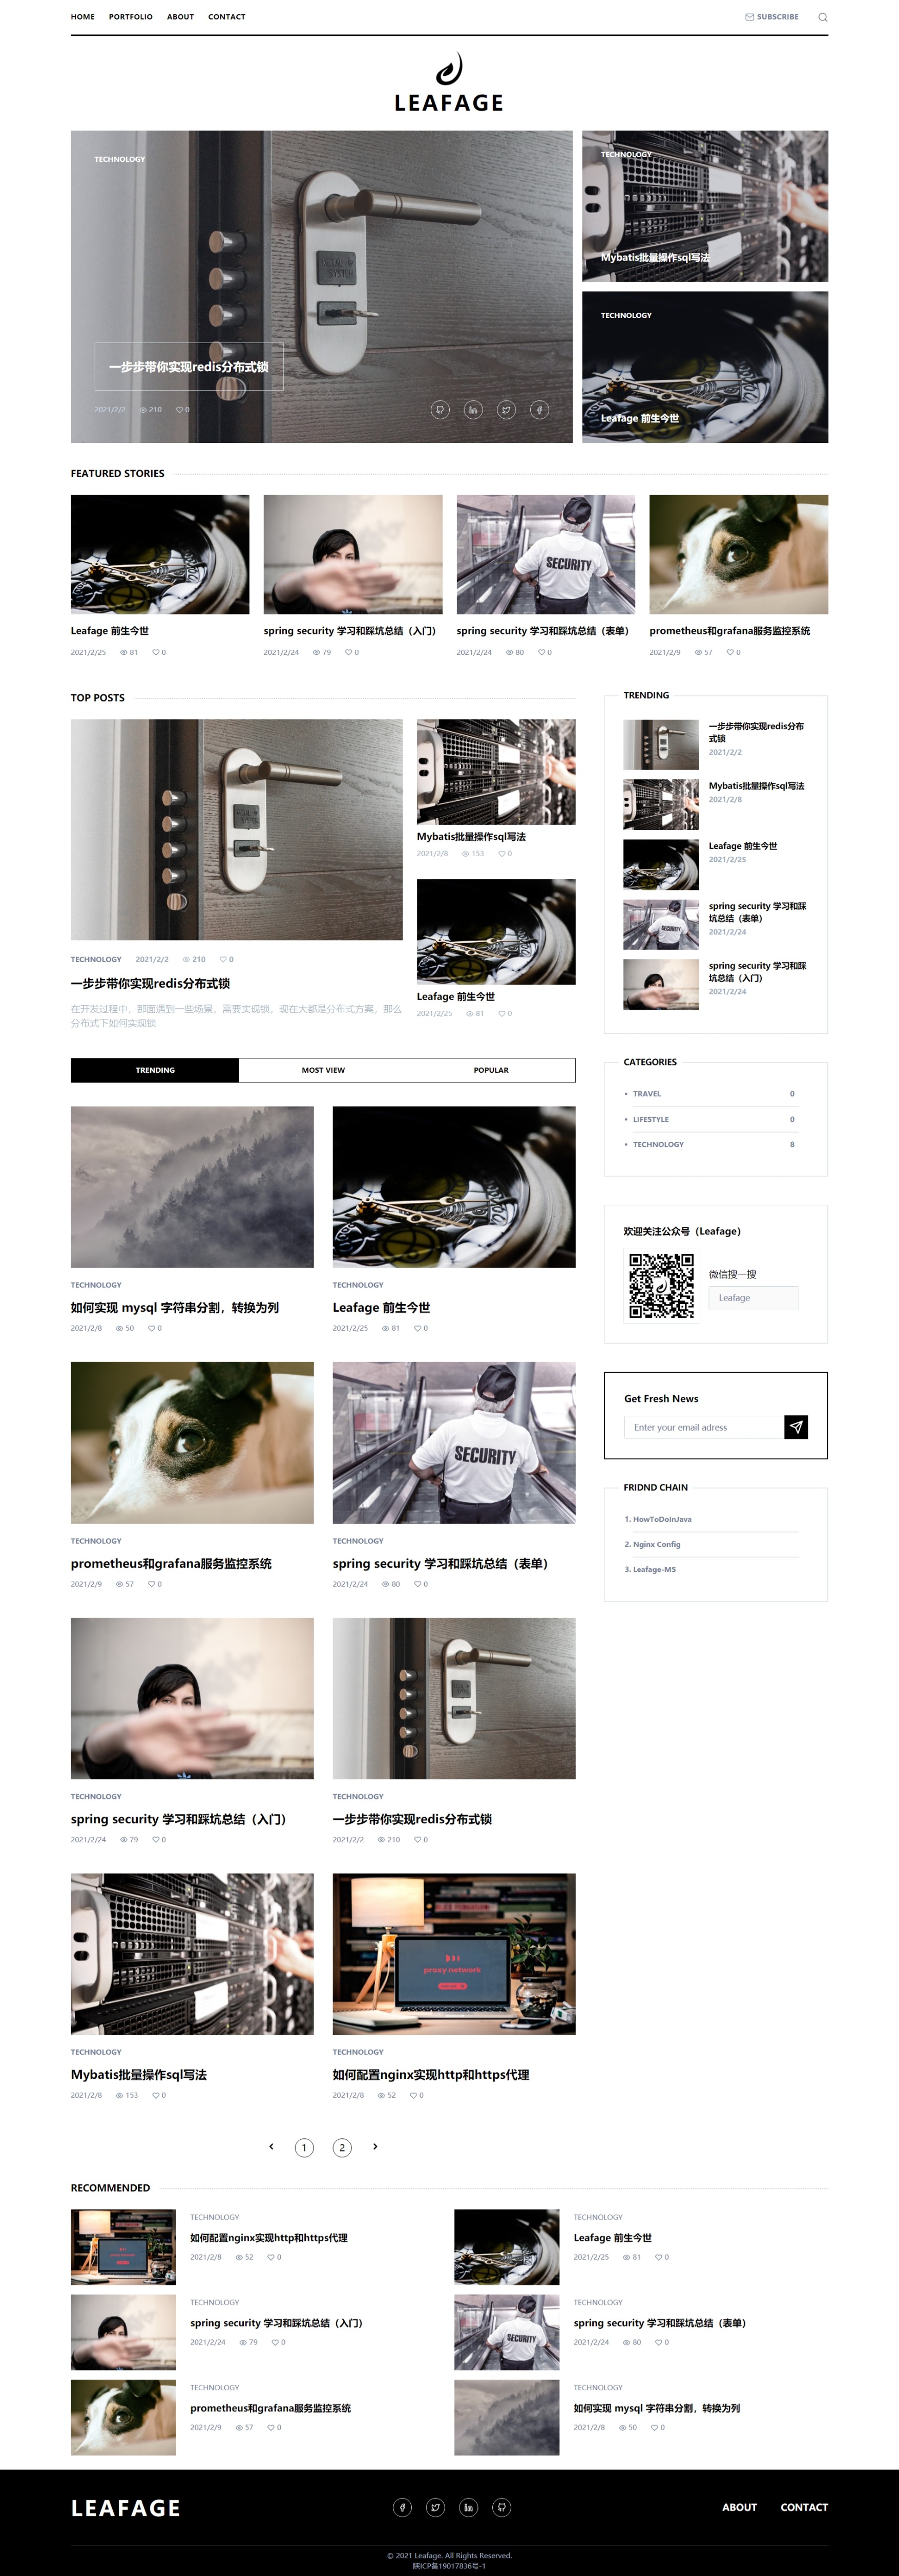 HOME PORTFOLIO ABOUT CONTACT SUBSCRIBE
LEAFAGE
TECHNOLOGY
一步步带你实现redis分布式锁
2021/2/2 210 0
TECHNOLOGY
Mybatis批量操作sql写法
TECHNOLOGY
Leafage 前生今世
FEATURED STORIES
SECURITY
Leafage 前生今世
2021/2/25 81 0
spring security 学习和踩坑总结（入门）
2021/2/24 79 0
spring security 学习和踩坑总结（表单）
2021/2/24 80 0
prometheus和grafana服务监控系统
2021/2/9 57 0
TOP POSTS
TECHNOLOGY 2021/2/2 210 0
一步步带你实现redis分布式锁
在开发过程中，那面遇到一些场景，需要实现锁，现在大都是分布式方案，那么
分布式下如何实现锁
Mybatis批量操作sql写法
2021/2/8 153 0
Leafage 前生今世
2021/2/25 81 0
TRENDING
一步步带你实现redis分布
式锁
2021/2/2
Mybatis批量操作sql写法
2021/2/8
Leafage 前生今世
2021/2/25
spring security 学习和踩
坑总结（表单）
2021/2/24
spring security 学习和踩
坑总结（入门）
2021/2/24
TRENDING MOST VIEW POPULAR
TECHNOLOGY
如何实现 mysql 字符串分割，转换为列
2021/2/8 50 0
TECHNOLOGY
Leafage 前生今世
2021/2/25 81 0
TECHNOLOGY
prometheus和grafana服务监控系统
2021/2/9 57 0
SECURITY
TECHNOLOGY
spring security 学习和踩坑总结（表单）
2021/2/24 80 0
TECHNOLOGY
spring security 学习和踩坑总结（入门）
2021/2/24 79 0
TECHNOLOGY
一步步带你实现redis分布式锁
2021/2/2 210 0
TECHNOLOGY
Mybatis批量操作sql写法
2021/2/8 153 0
proxy.network
TECHNOLOGY
如何配置nginx实现http和https代理
2021/2/8 52 0
1 2
CATEGORIES
TRAVEL 0
LIFESTYLE 0
TECHNOLOGY 8
欢迎关注公众号（Leafage）
微信搜一搜
Leafage
Get Fresh News
Enter your email adress
FRIDND CHAIN
1. HowToDoInJava
2. Nginx Config
3. Leafage-MS
RECOMMENDED
TECHNOLOGY
如何配置nginx实现http和https代理
2021/2/8 52 0
TECHNOLOGY
Leafage 前生今世
2021/2/25 81 0
TECHNOLOGY
spring security 学习和踩坑总结（入门）
2021/2/24 79 0
SECURITY
TECHNOLOGY
spring security 学习和踩坑总结（表单）
2021/2/24 80 0
TECHNOLOGY
prometheus和grafana服务监控系统
2021/2/9 57 0
TECHNOLOGY
如何实现 mysql 字符串分割，转换为列
2021/2/8 50 0
LEAFAGE
ABOUT CONTACT
© 2021 Leafage. All Rights Reserved.
陕ICP备19017836号-1